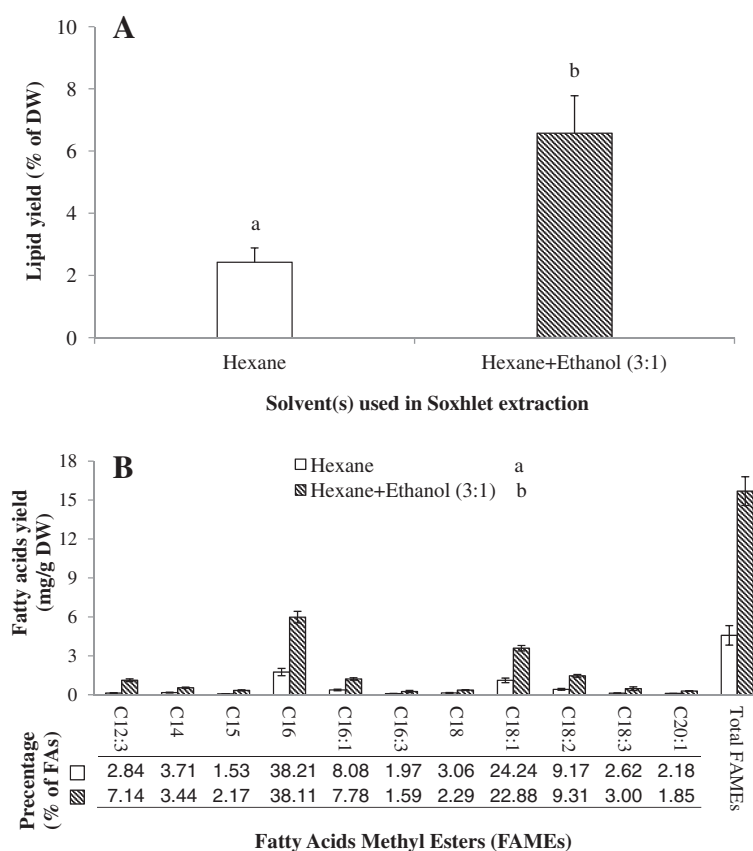 A
10
8
6
4
2
0
Lipid yield (% of DW)
a
b
Hexane
Hexane+Ethanol (3:1)
Solvent(s) used in Soxhlet extraction
B
18
15
12
9
6
3
0
Fatty acids yield
(mg/g DW)
Hexane a
Hexane+Ethanol (3:1) b
C12:3 C14 C15 C16 C16:1 C16:3 C18 C18:1 C18:2 C18:3 C20:1 Total FAMEs
Precentage
(% of FAs)
2.84 3.71 1.53 38.21 8.08 1.97 3.06 24.24 9.17 2.62 2.18
7.14 3.44 2.17 38.11 7.78 1.59 2.29 22.88 9.31 3.00 1.85
Fatty Acids Methyl Esters (FAMEs)